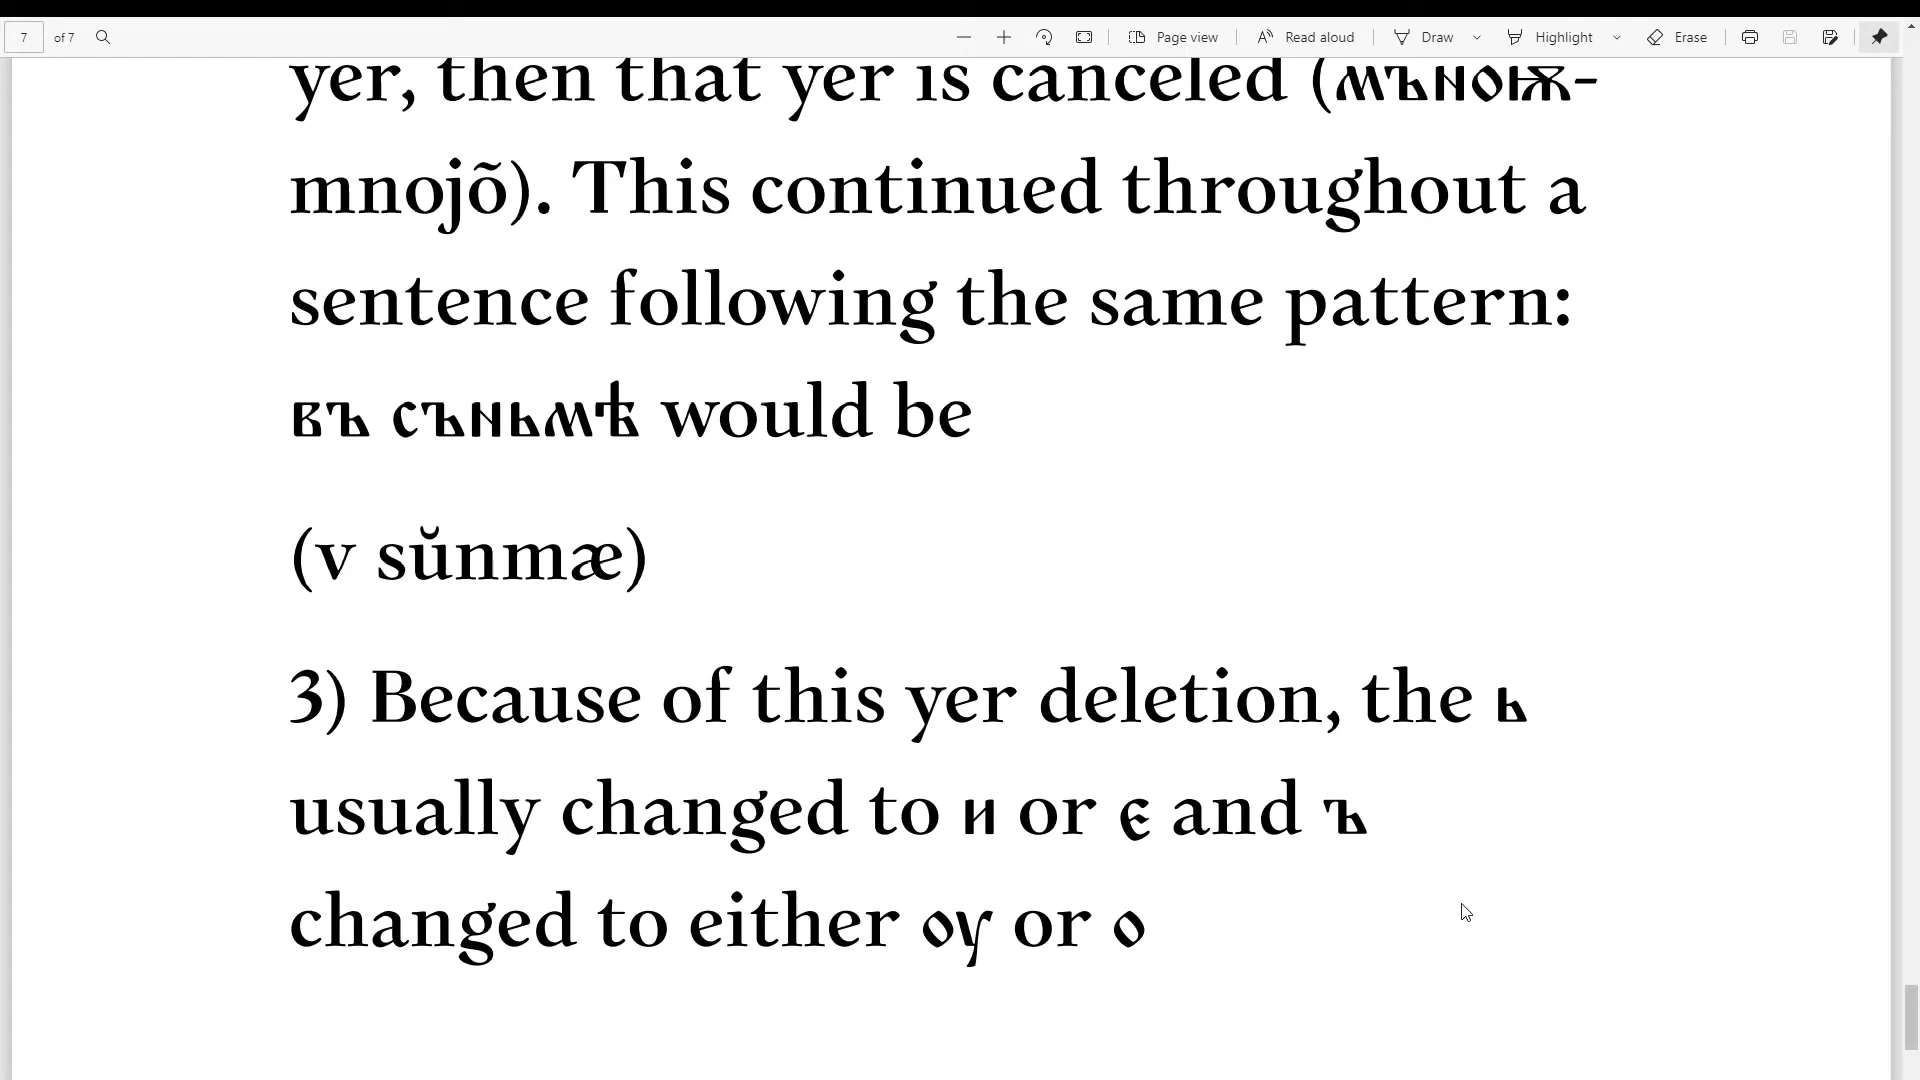 7 of 7 Page view Read aloud Draw Highlight Erase
yer, then that yer is canceled (мъноѭ-
mnojõ). This continued throughout a
sentence following the same pattern:
въ съньмѣ would be
(v sŭnmæ)
3) Because of this yer deletion, the ь
usually changed to и or є and ъ
changed to either оу or о